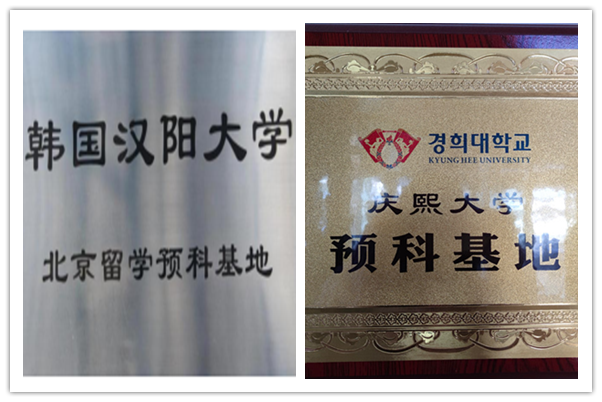 韩国汉阳大学
北京留学预科基地
경희대학교
KYUNG HEE UNIVERSITY
庆熙大学
预科基地